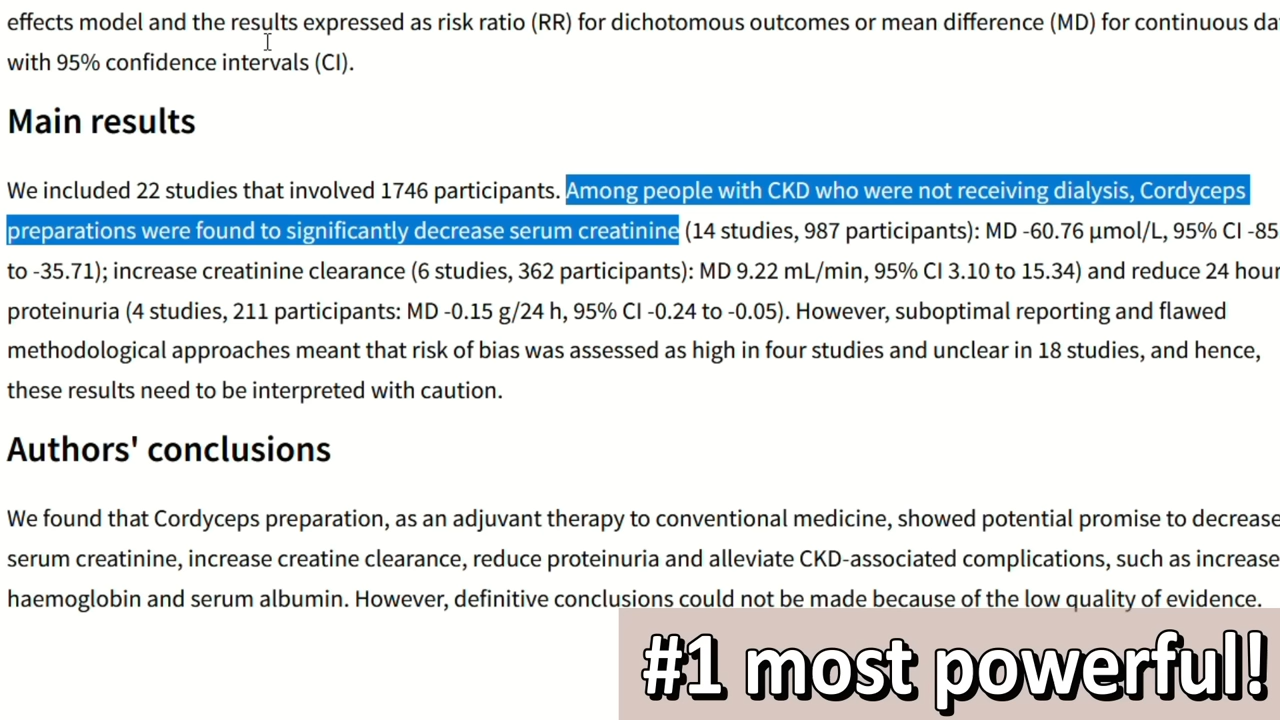 effects model and the results expressed as risk ratio (RR) for dichotomous outcomes or mean difference (MD) for continuous da
with 95% confidence intervals (CI).
Main results
We included 22 studies that involved 1746 participants. Among people with CKD who were not receiving dialysis, Cordyceps
preparations were found to significantly decrease serum creatinine (14 studies, 987 participants): MD -60.76 μmol/L, 95% CI -85
to -35.71); increase creatinine clearance (6 studies, 362 participants): MD 9.22 mL/min, 95% CI 3.10 to 15.34) and reduce 24 hour
proteinuria (4 studies, 211 participants: MD -0.15 g/24 h, 95% CI -0.24 to -0.05). However, suboptimal reporting and flawed
methodological approaches meant that risk of bias was assessed as high in four studies and unclear in 18 studies, and hence,
these results need to be interpreted with caution.
Authors' conclusions
We found that Cordyceps preparation, as an adjuvant therapy to conventional medicine, showed potential promise to decrease
serum creatinine, increase creatine clearance, reduce proteinuria and alleviate CKD-associated complications, such as increase
haemoglobin and serum albumin. However, definitive conclusions could not be made because of the low quality of evidence.
#1 most powerful!